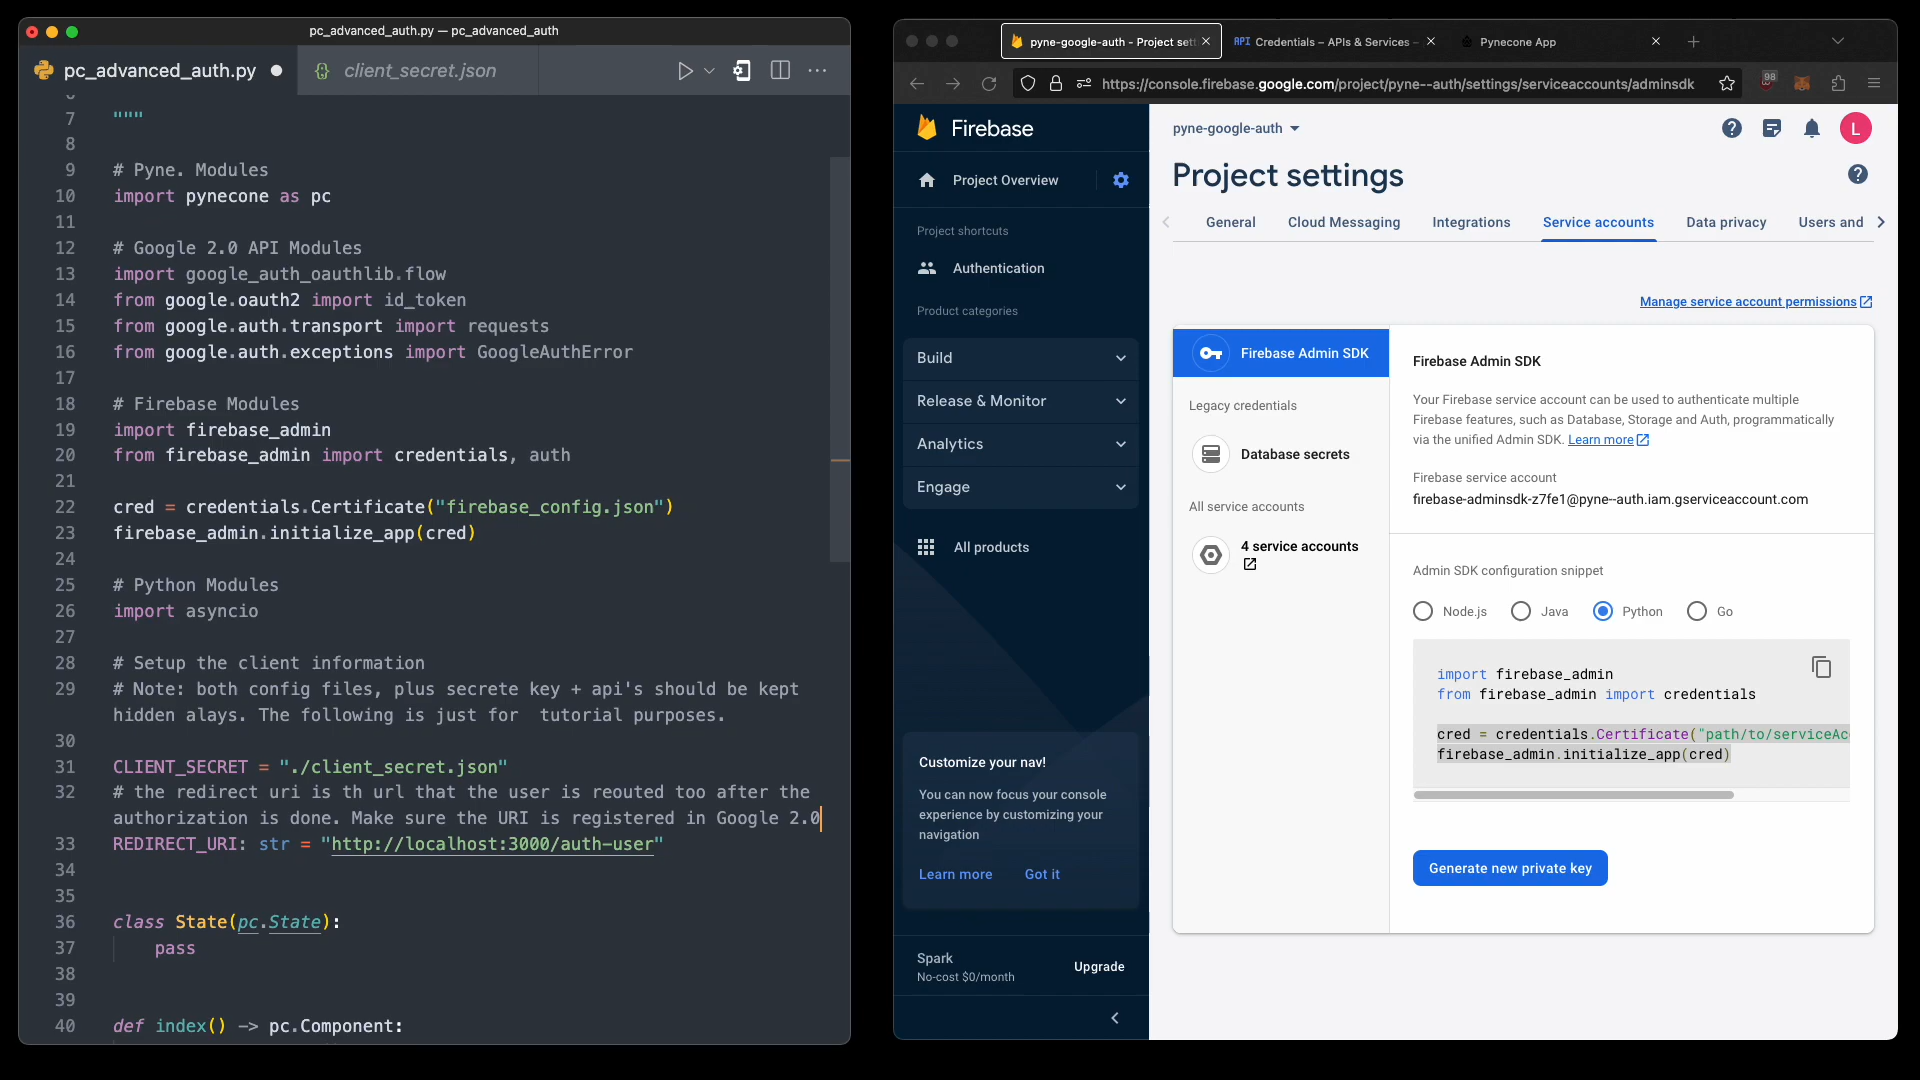 pc_advanced_auth.py — pc_advanced_auth
pc_advanced_auth.py
client_secret.json
7 """
8
9 # Pyne. Modules
10 import pynecone as pc
11
12 # Google 2.0 API Modules
13 import google_auth_oauthlib.flow
14 from google.oauth2 import id_token
15 from google.auth.transport import requests
16 from google.auth.exceptions import GoogleAuthError
17
18 # Firebase Modules
19 import firebase_admin
20 from firebase_admin import credentials, auth
21
22 cred = credentials.Certificate("firebase_config.json")
23 firebase_admin.initialize_app(cred)
24
25 # Python Modules
26 import asyncio
27
28 # Setup the client information
29 # Note: both config files, plus secrete key + api's should be kept
hidden alays. The following is just for  tutorial purposes.
30
31 CLIENT_SECRET = "./client_secret.json"
32 # the redirect uri is th url that the user is reouted too after the
authorization is done. Make sure the URI is registered in Google 2.0
33 REDIRECT_URI: str = "http://localhost:3000/auth-user"
34
35
36 class State(pc.State):
37 pass
38
39
40 def index() -> pc.Component:
pyne-google-auth - Project sett
API Credentials – APIs & Services –
Pynecone App
https://console.firebase.google.com/project/pyne--auth/settings/serviceaccounts/adminsdk
98
Firebase
Project Overview
Project shortcuts
Authentication
Product categories
Build
Release & Monitor
Analytics
Engage
All products
Customize your nav!
You can now focus your console
experience by customizing your
navigation
Learn more
Got it
Spark
No-cost $0/month
Upgrade
pyne-google-auth
L
Project settings
General
Cloud Messaging
Integrations
Service accounts
Data privacy
Users and
Manage service account permissions
Firebase Admin SDK
Legacy credentials
Database secrets
All service accounts
4 service accounts
Firebase Admin SDK
Your Firebase service account can be used to authenticate multiple
Firebase features, such as Database, Storage and Auth, programmatically
via the unified Admin SDK. Learn more
Firebase service account
firebase-adminsdk-z7fe1@pyne--auth.iam.gserviceaccount.com
Admin SDK configuration snippet
Node.js
Java
Python
Go
import firebase_admin
from firebase_admin import credentials
cred = credentials.Certificate("path/to/serviceAc
firebase_admin.initialize_app(cred)
Generate new private key